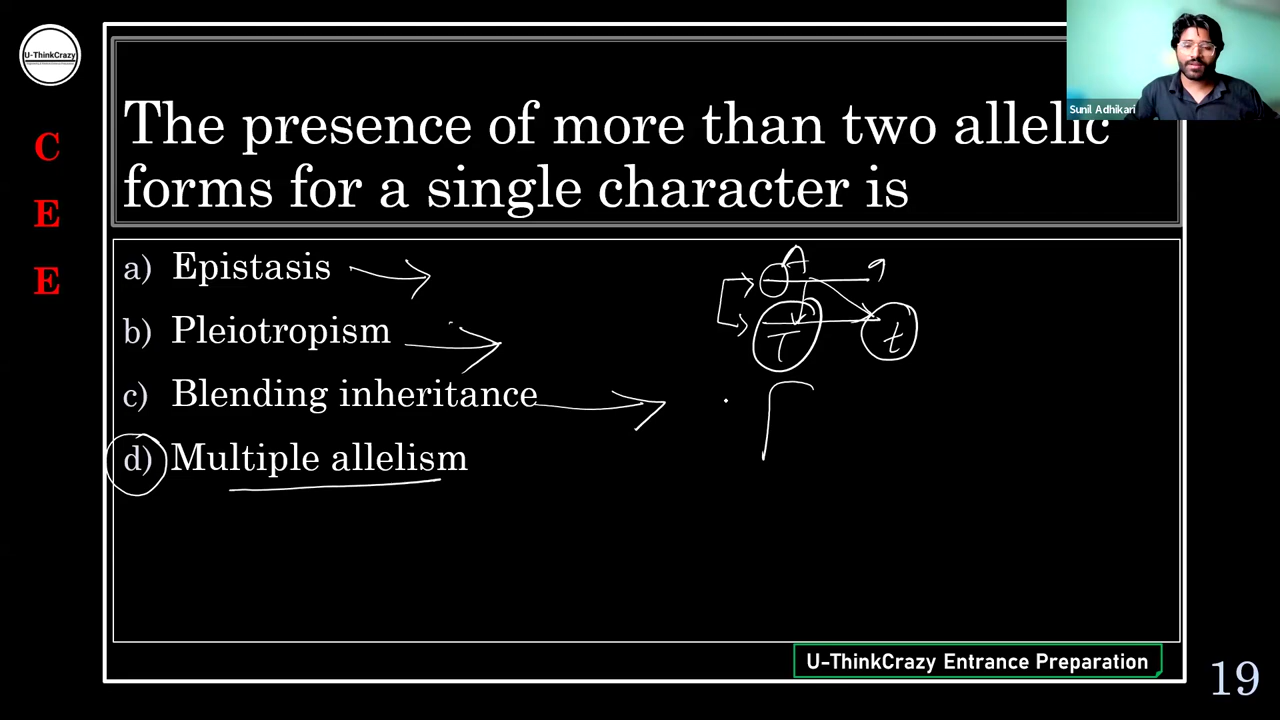 U-ThinkCrazy
C
E
E
The presence of more than two allelic
forms for a single character is
Sunil Adhikari
a) Epistasis
b) Pleiotropism
c) Blending inheritance
d) Multiple allelism
A a
T t
U-ThinkCrazy Entrance Preparation
19